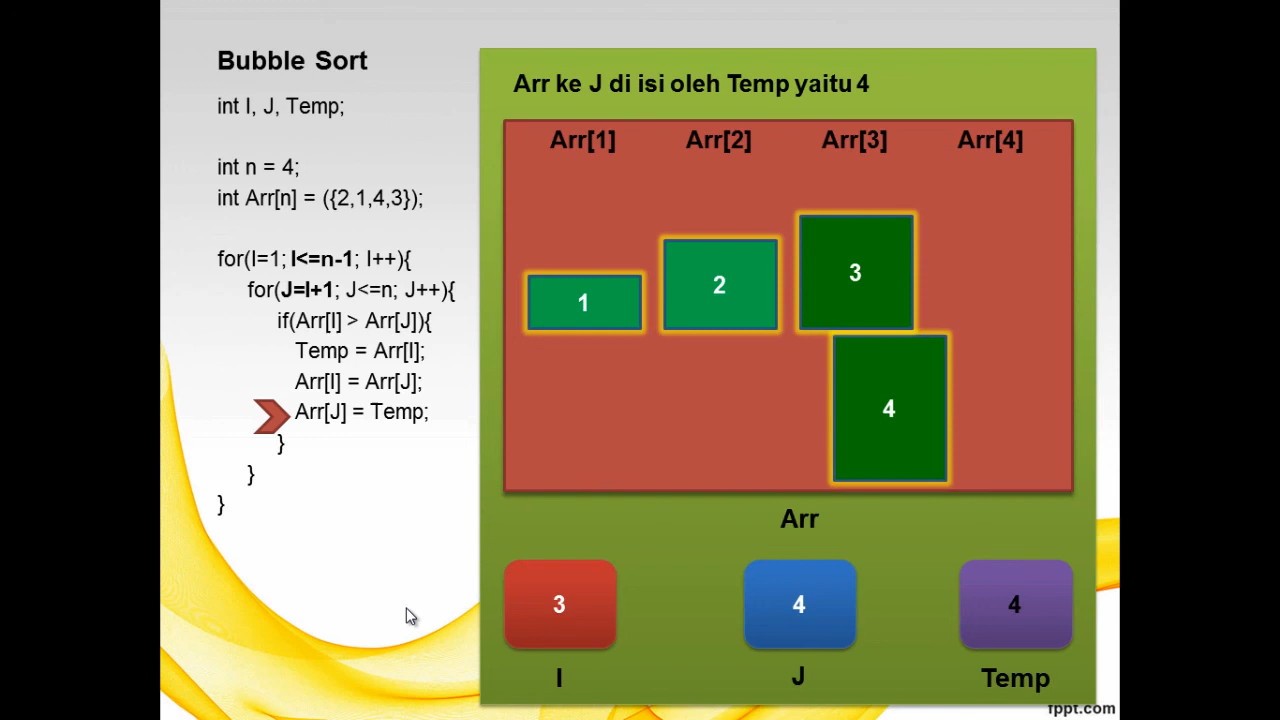 Bubble Sort
int I, J, Temp;
int n = 4;
int Arr[n] = ({2,1,4,3});
for(I=1; I<=n-1; I++){
for(J=I+1; J<=n; J++){
if(Arr[I] > Arr[J]){
Temp = Arr[I];
Arr[I] = Arr[J];
Arr[J] = Temp;
}
}
}
Arr ke J di isi oleh Temp yaitu 4
Arr[1] Arr[2] Arr[3] Arr[4]
1 2 3
4
Arr
3 4 4
I J Temp
fppt.com